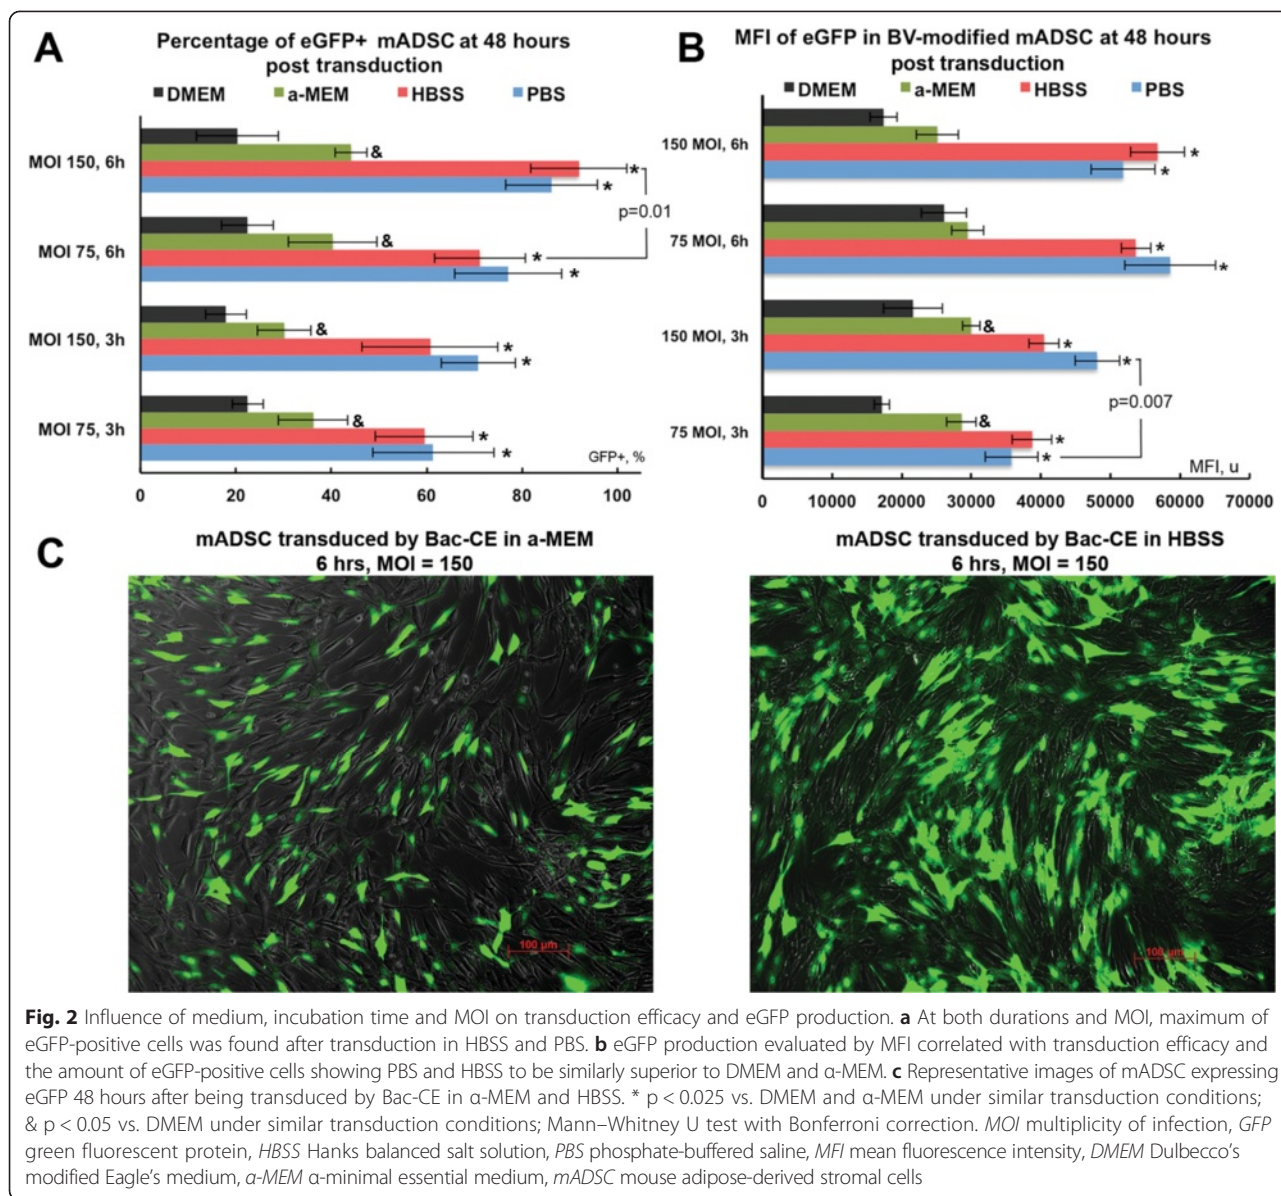 A
Percentage of eGFP+ mADSC at 48 hours
post transduction
DMEM a-MEM HBSS PBS
MOI 150, 6h
&
*
*
p=0.01
MOI 75, 6h
&
*
*
MOI 150, 3h
&
*
*
MOI 75, 3h
&
*
*
GFP+, %
0 20 40 60 80 100
B
MFI of eGFP in BV-modified mADSC at 48 hours
post transduction
DMEM a-MEM HBSS PBS
150 MOI, 6h
*
*
75 MOI, 6h
*
*
150 MOI, 3h
&
*
*
p=0.007
75 MOI, 3h
&
*
*
MFI, u
0 10000 20000 30000 40000 50000 60000 70000
C
mADSC transduced by Bac-CE in a-MEM
6 hrs, MOI = 150
100 µm
mADSC transduced by Bac-CE in HBSS
6 hrs, MOI = 150
100 µm
Fig. 2 Influence of medium, incubation time and MOI on transduction efficacy and eGFP production. a At both durations and MOI, maximum of
eGFP-positive cells was found after transduction in HBSS and PBS. b eGFP production evaluated by MFI correlated with transduction efficacy and
the amount of eGFP-positive cells showing PBS and HBSS to be similarly superior to DMEM and α-MEM. c Representative images of mADSC expressing
eGFP 48 hours after being transduced by Bac-CE in α-MEM and HBSS. * p < 0.025 vs. DMEM and α-MEM under similar transduction conditions;
& p < 0.05 vs. DMEM under similar transduction conditions; Mann–Whitney U test with Bonferroni correction. MOI multiplicity of infection, GFP
green fluorescent protein, HBSS Hanks balanced salt solution, PBS phosphate-buffered saline, MFI mean fluorescence intensity, DMEM Dulbecco's
modified Eagle's medium, α-MEM α-minimal essential medium, mADSC mouse adipose-derived stromal cells